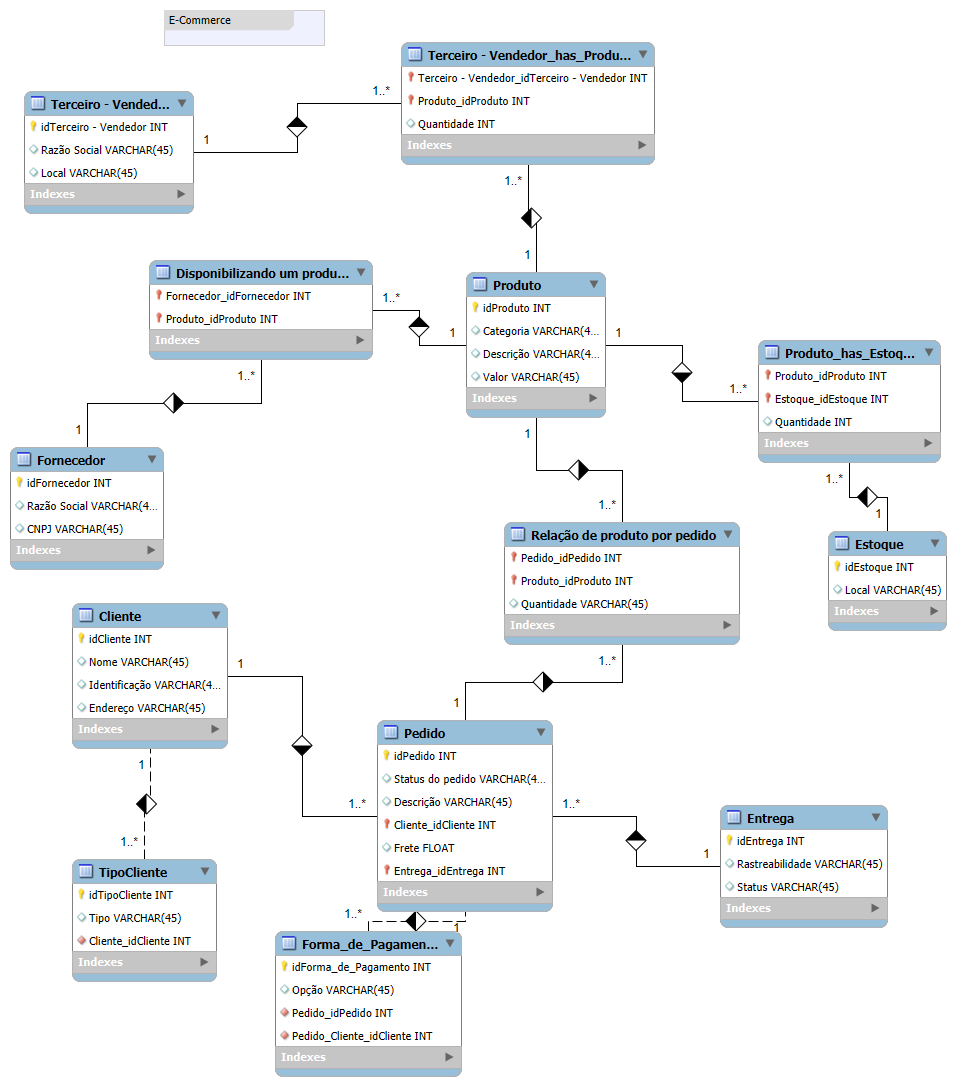 E-Commerce
Terceiro - Vendedor_has_Produ...
Terceiro - Vendedor_idTerceiro - Vendedor INT
Produto_idProduto INT
Quantidade INT
Indexes
1..*
1
Terceiro - Vended...
idTerceiro - Vendedor INT
Razão Social VARCHAR(45)
Local VARCHAR(45)
Indexes
1..*
1
Disponibilizando um produ...
Fornecedor_idFornecedor INT
Produto_idProduto INT
Indexes
1..*
1
Produto
idProduto INT
Categoria VARCHAR(4...
Descrição VARCHAR(4...
Valor VARCHAR(45)
Indexes
1
1..*
Produto_has_Estoq...
Produto_idProduto INT
Estoque_idEstoque INT
Quantidade INT
Indexes
1..*
1
1..*
1
Fornecedor
idFornecedor INT
Razão Social VARCHAR(4...
CNPJ VARCHAR(45)
Indexes
1
1..*
Relação de produto por pedido
Pedido_idPedido INT
Produto_idProduto INT
Quantidade VARCHAR(45)
Indexes
Estoque
idEstoque INT
Local VARCHAR(45)
Indexes
Cliente
idCliente INT
Nome VARCHAR(45)
Identificação VARCHAR(4...
Endereço VARCHAR(45)
Indexes
1
1..*
1..*
1
Pedido
idPedido INT
Status do pedido VARCHAR(4...
Descrição VARCHAR(45)
Cliente_idCliente INT
Frete FLOAT
Entrega_idEntrega INT
Indexes
1
1..*
1..*
1
Entrega
idEntrega INT
Rastreabilidade VARCHAR(45)
Status VARCHAR(45)
Indexes
TipoCliente
idTipoCliente INT
Tipo VARCHAR(45)
Cliente_idCliente INT
Indexes
1..*
1
Forma_de_Pagamen...
idForma_de_Pagamento INT
Opção VARCHAR(45)
Pedido_idPedido INT
Pedido_Cliente_idCliente INT
Indexes